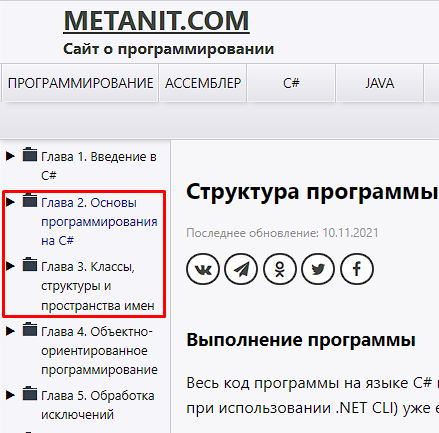 METANIT.COM
Сайт о программировании
ПРОГРАММИРОВАНИЕ
АССЕМБЛЕР
C#
JAVA
Глава 1. Введение в
C#
Глава 2. Основы
программирования
на C#
Глава 3. Классы,
структуры и
пространства имен
Глава 4. Объектно-
ориентированное
программирование
Глава 5. Обработка
исключений
Структура программы
Последнее обновление: 10.11.2021
Выполнение программы
Весь код программы на языке C#
при использовании .NET CLI) уже